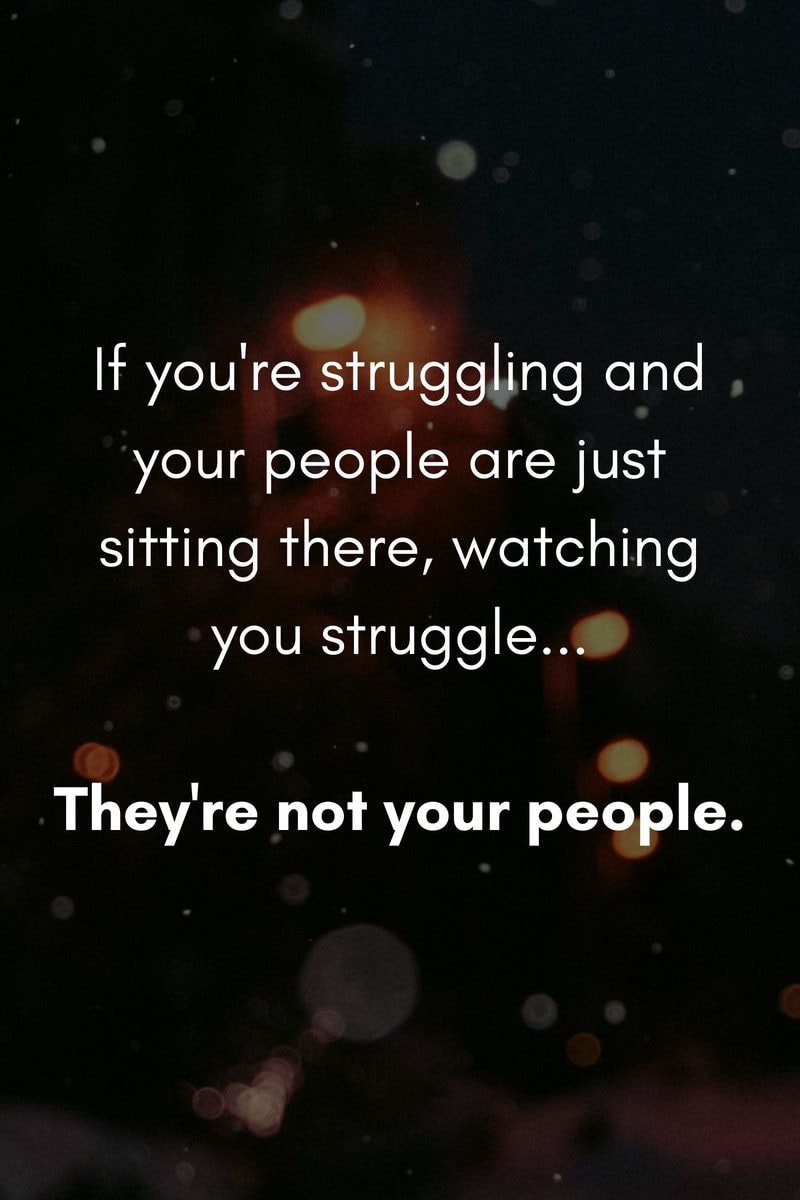 If you're struggling and
your people are just
sitting there, watching
you struggle...
They're not your people.